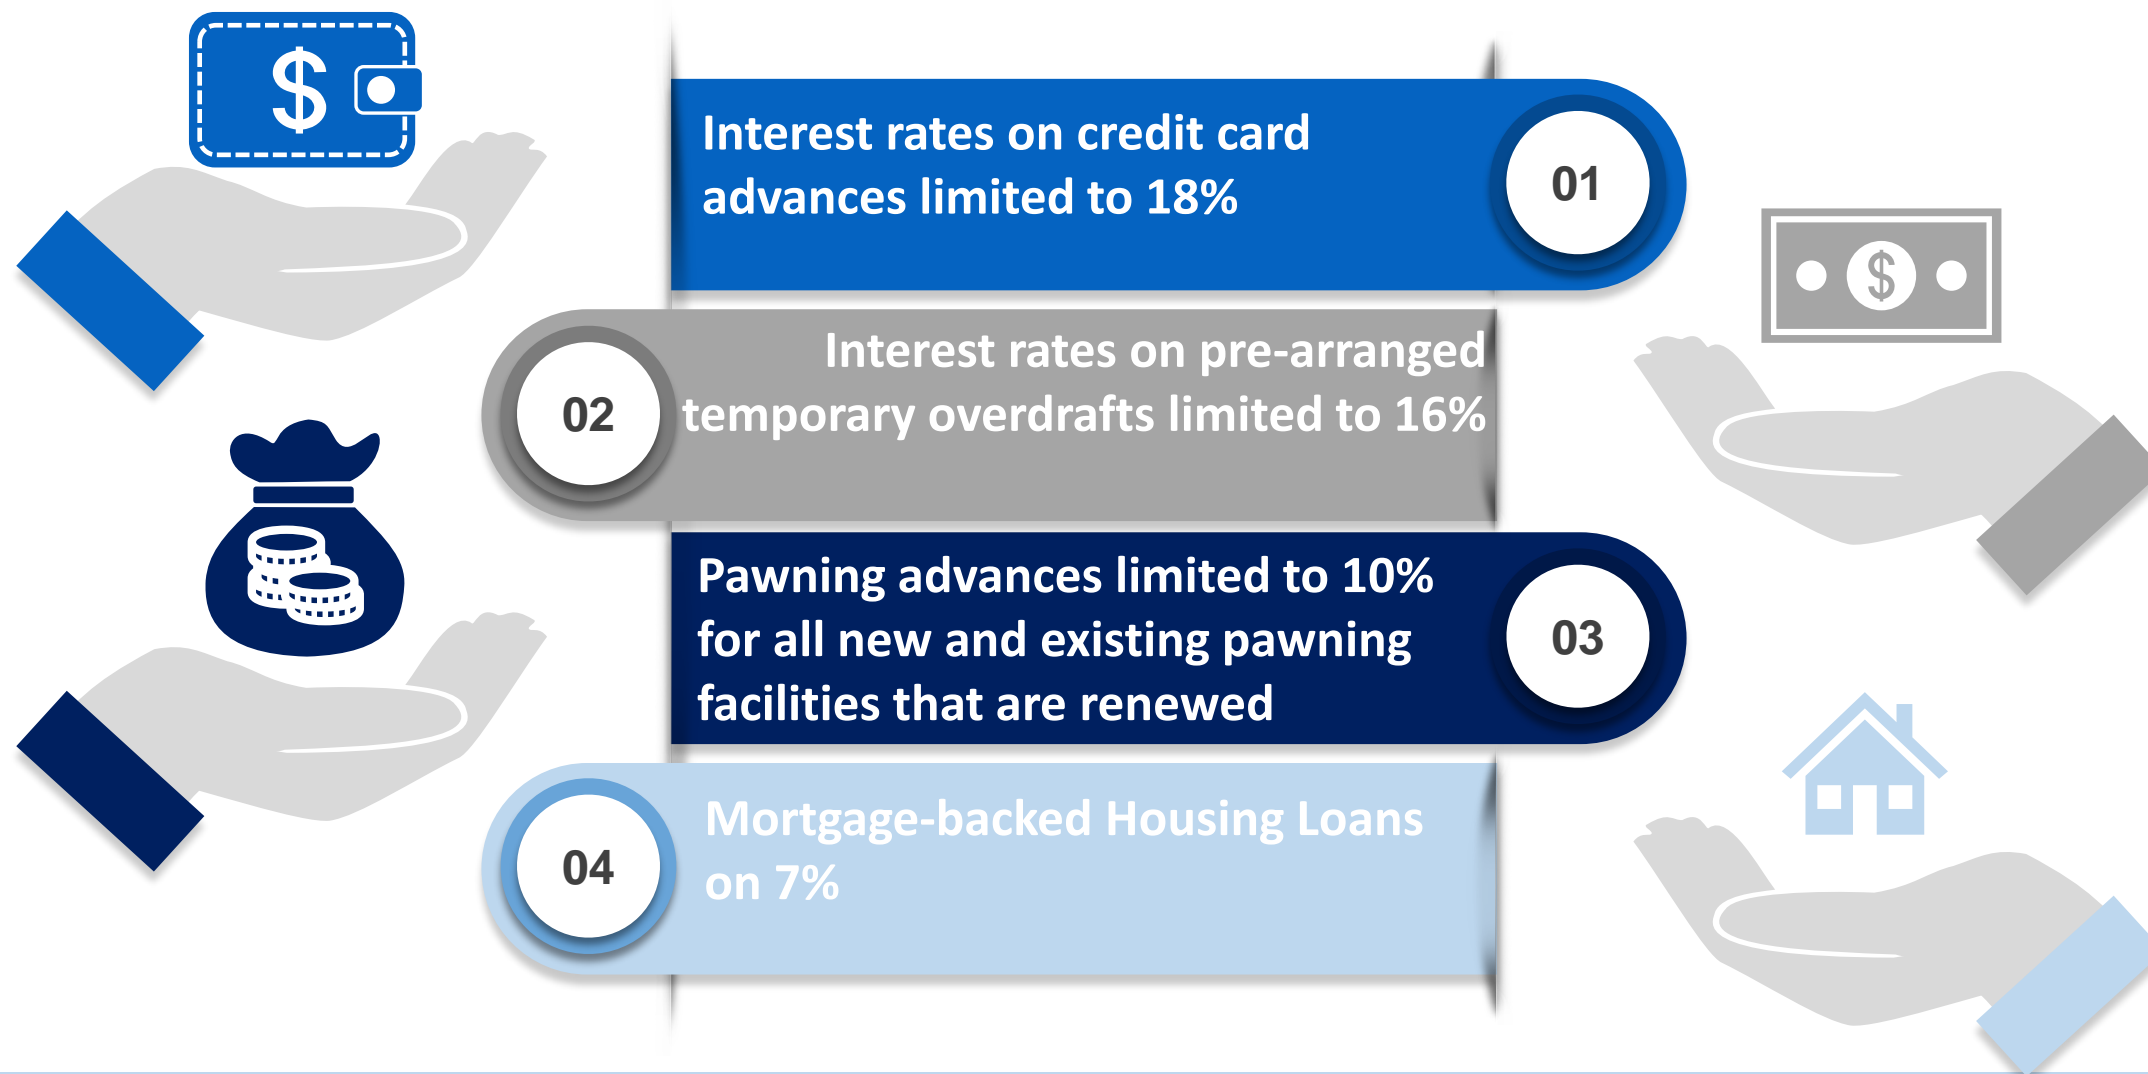 $
Interest rates on credit card
advances limited to 18%
01
$
Interest rates on pre-arranged
temporary overdrafts limited to 16%
02
Pawning advances limited to 10%
for all new and existing pawning
facilities that are renewed
03
Mortgage-backed Housing Loans
on 7%
04